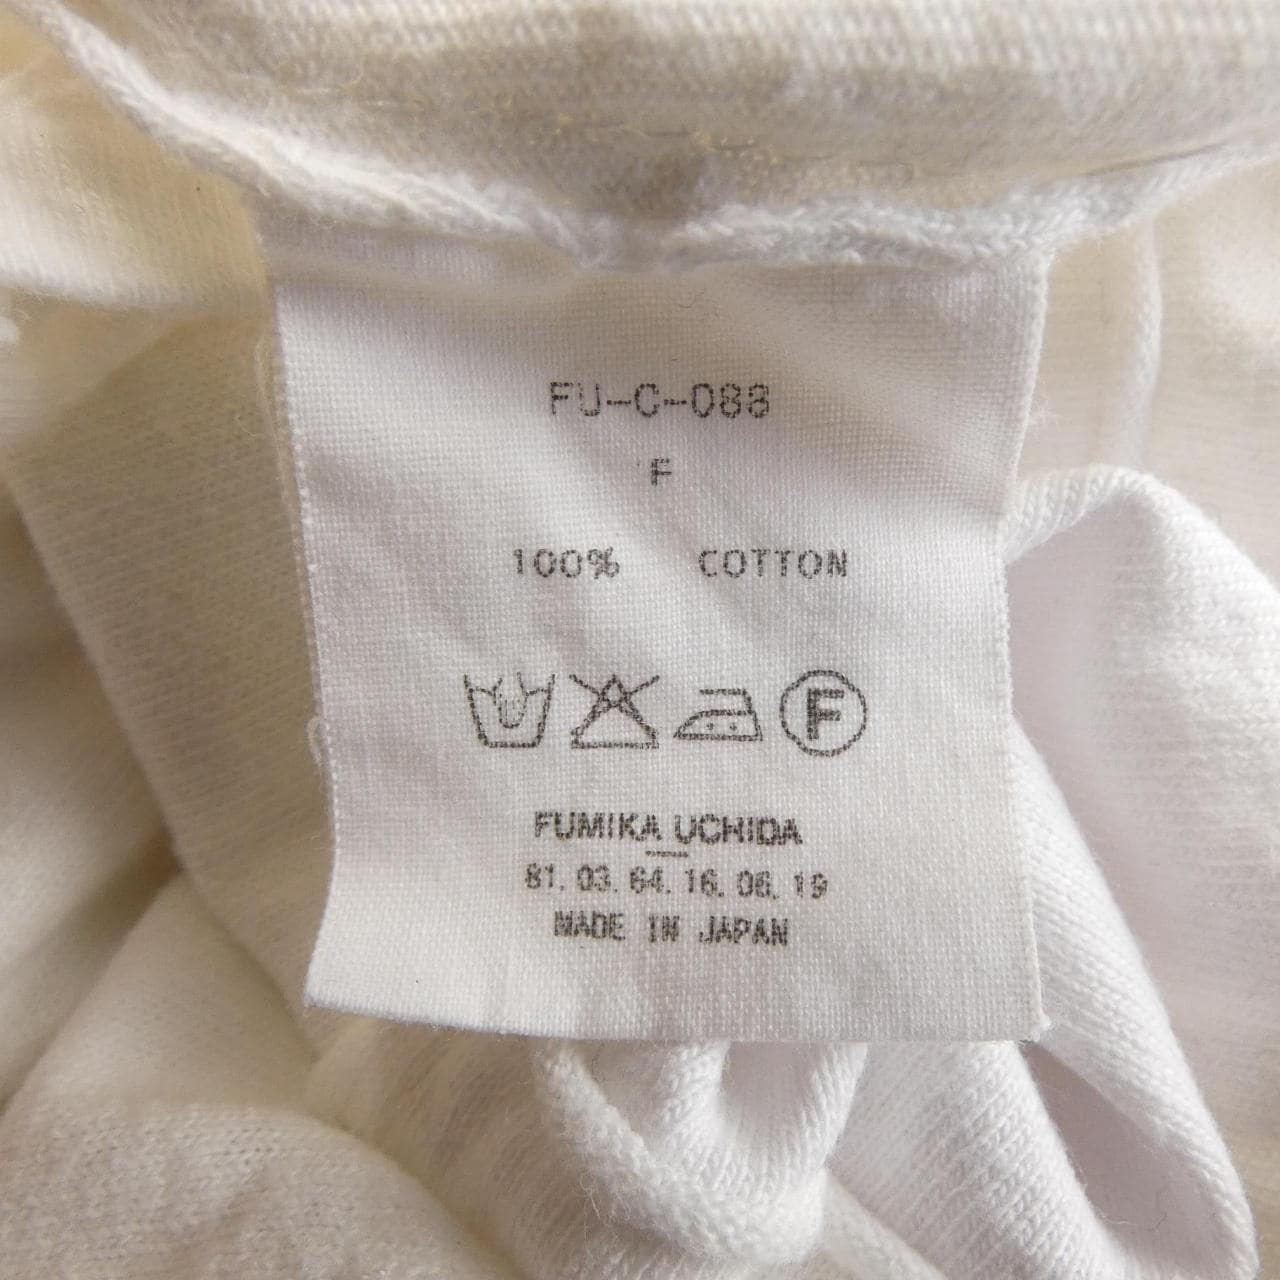 FU-C-088
F
100% COTTON
F
FUMIKA UCHIDA
81. 03. 64. 16. 06. 19
MADE IN JAPAN